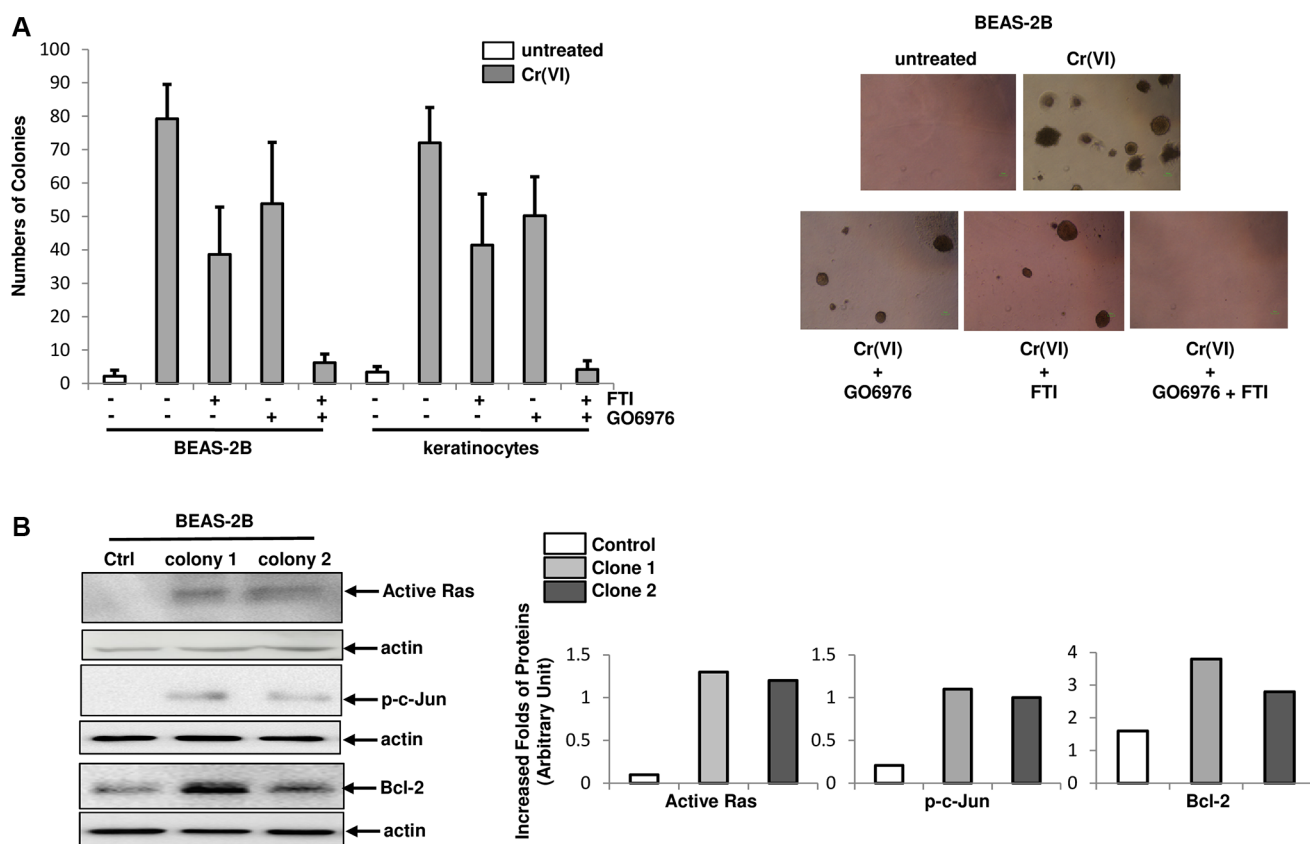 A
100
90
80
70
60
50
40
30
20
10
0
Numbers of Colonies
untreated
Cr(VI)
- - + - + - - + - + FTI
- - - + + - - - + + GO6976
BEAS-2B keratinocytes
BEAS-2B
untreated Cr(VI)
Cr(VI) Cr(VI) Cr(VI)
+ + +
GO6976 FTI GO6976 + FTI
B
BEAS-2B
Ctrl colony 1 colony 2
Active Ras
actin
p-c-Jun
actin
Bcl-2
actin
Control
Clone 1
Clone 2
Increased Folds of Proteins
(Arbitrary Unit)
1.5
1
0.5
0
Active Ras
1.5
1
0.5
0
p-c-Jun
4
3
2
1
0
Bcl-2